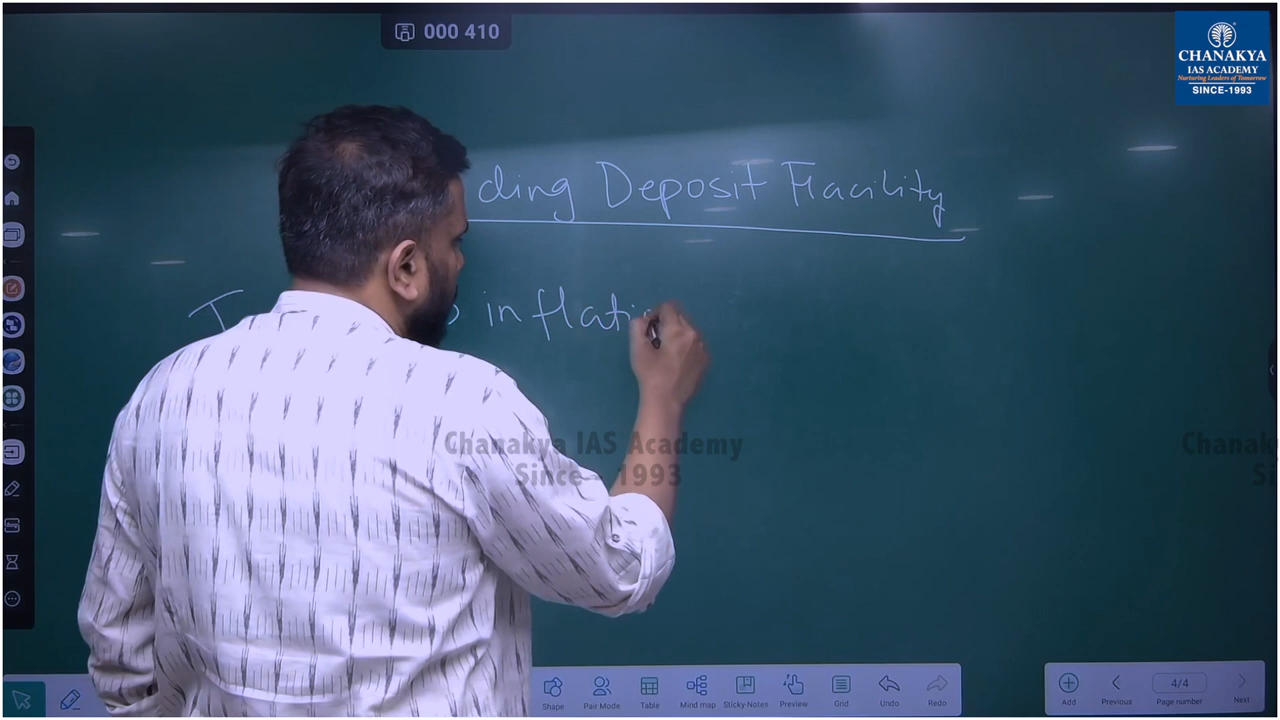 000 410
CHANAKYA
IAS ACADEMY
Nurturing Leaders of Tomorrow
SINCE-1993
ding Deposit Facility
inflati
Chanakya IAS Academy
Since - 1993
Chanak
Si
Shape
Pair Mode
Table
Mind map
Sticky-Notes
Preview
Grid
Undo
Redo
Add
Previous
4/4
Page number
Next